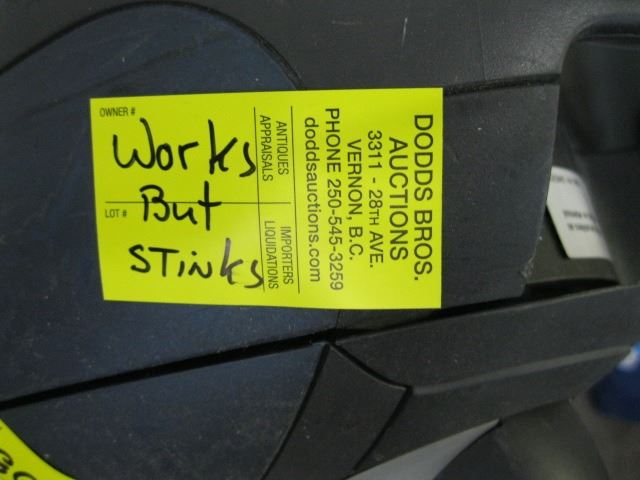 DODDS BROS.
AUCTIONS
3311 - 28TH AVE.
VERNON, B.C.
PHONE 250-545-3259
doddsauctions.com
ANTIQUES
APPRAISALS
IMPORTERS
LIQUIDATIONS
OWNER #
LOT #
Works
But
STINKS